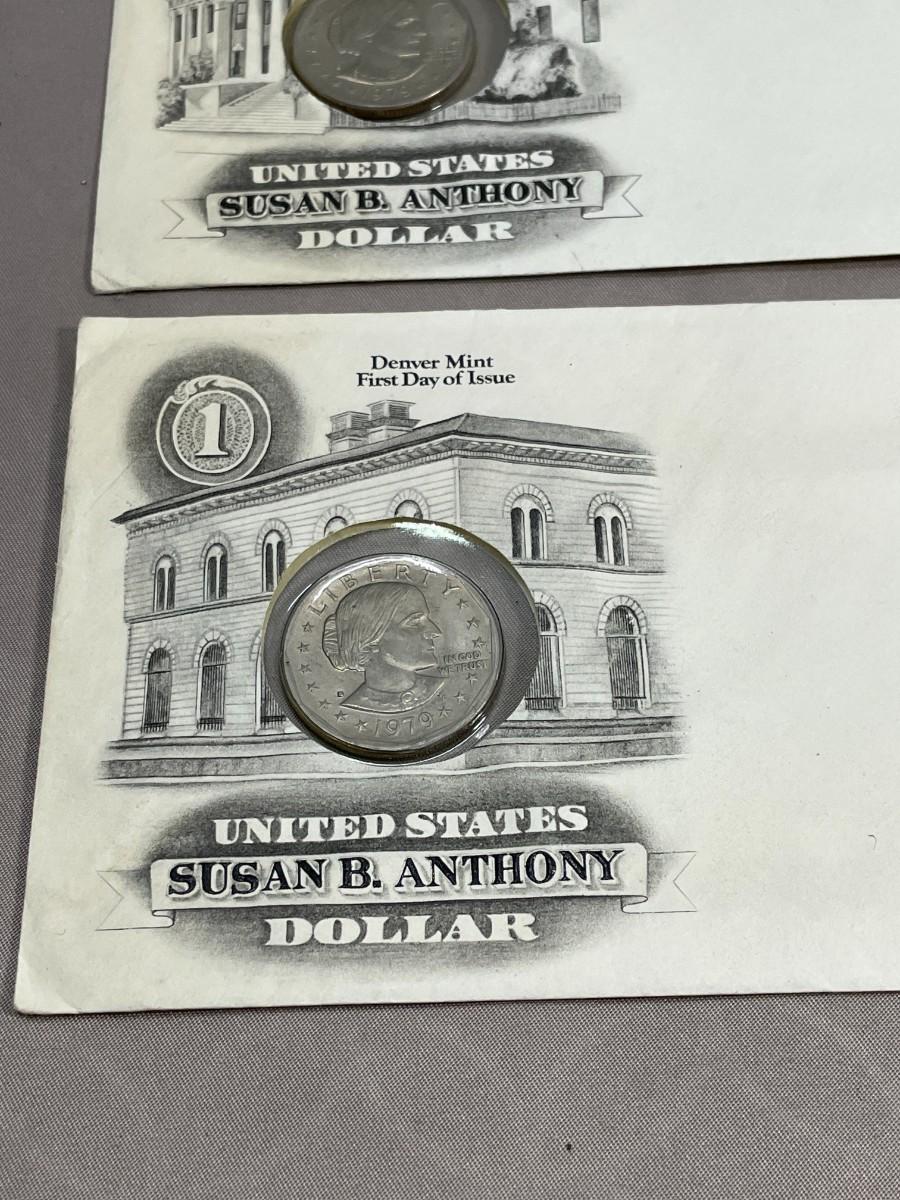 1979
UNITED STATES
SUSAN B. ANTHONY
DOLLAR
Denver Mint
First Day of Issue
1
LIBERTY
IN GOD
WE TRUST
D
1979
UNITED STATES
SUSAN B. ANTHONY
DOLLAR